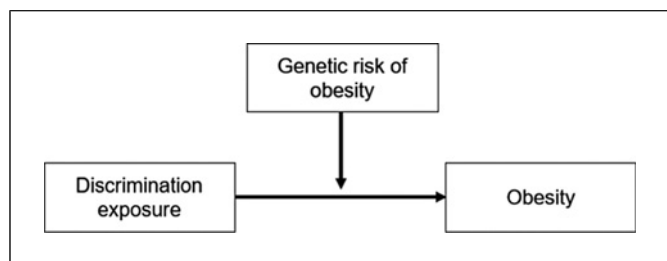 Genetic risk of
obesity
Discrimination
exposure
Obesity